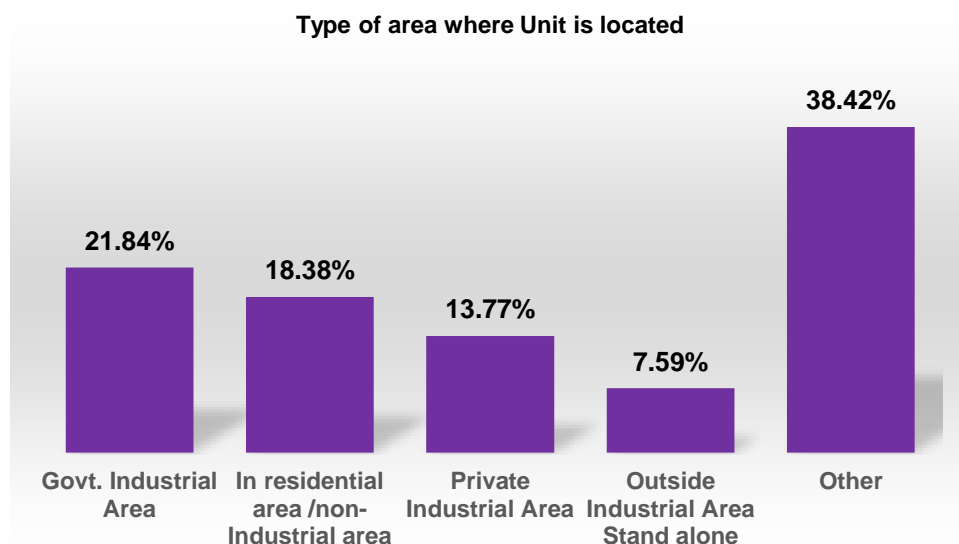 Type of area where Unit is located
38.42%
21.84%
18.38%
13.77%
7.59%
Govt. Industrial
Area
In residential
area /non-
Industrial area
Private
Industrial Area
Outside
Industrial Area
Stand alone
Other